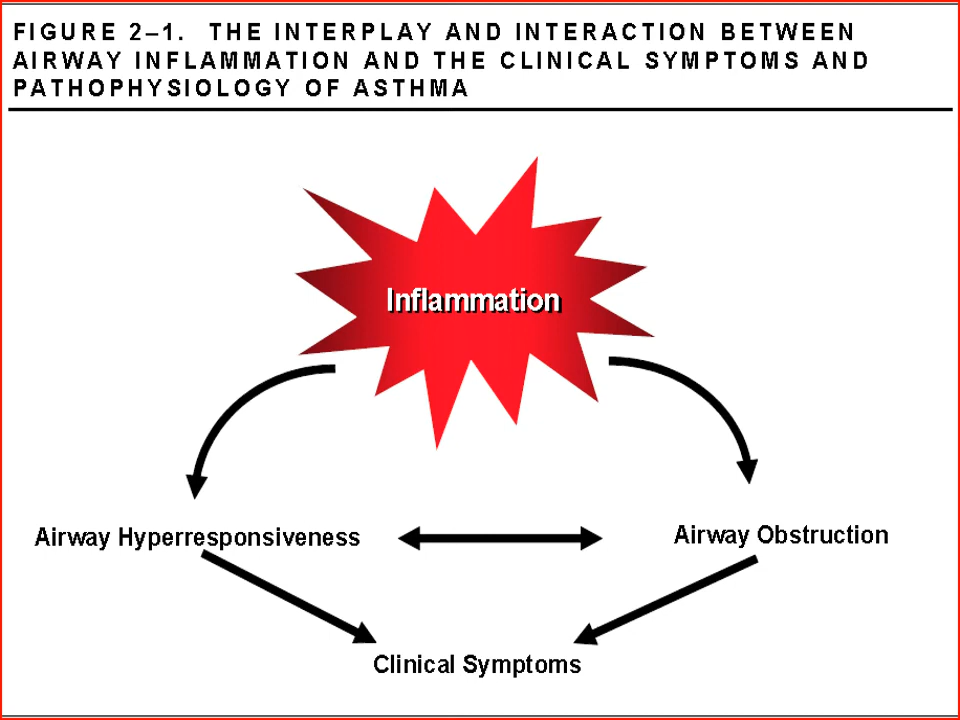 FIGURE 2–1. THE INTERPLAY AND INTERACTION BETWEEN
AIRWAY INFLAMMATION AND THE CLINICAL SYMPTOMS AND
PATHOPHYSIOLOGY OF ASTHMA
Inflammation
Airway Hyperresponsiveness
Airway Obstruction
Clinical Symptoms